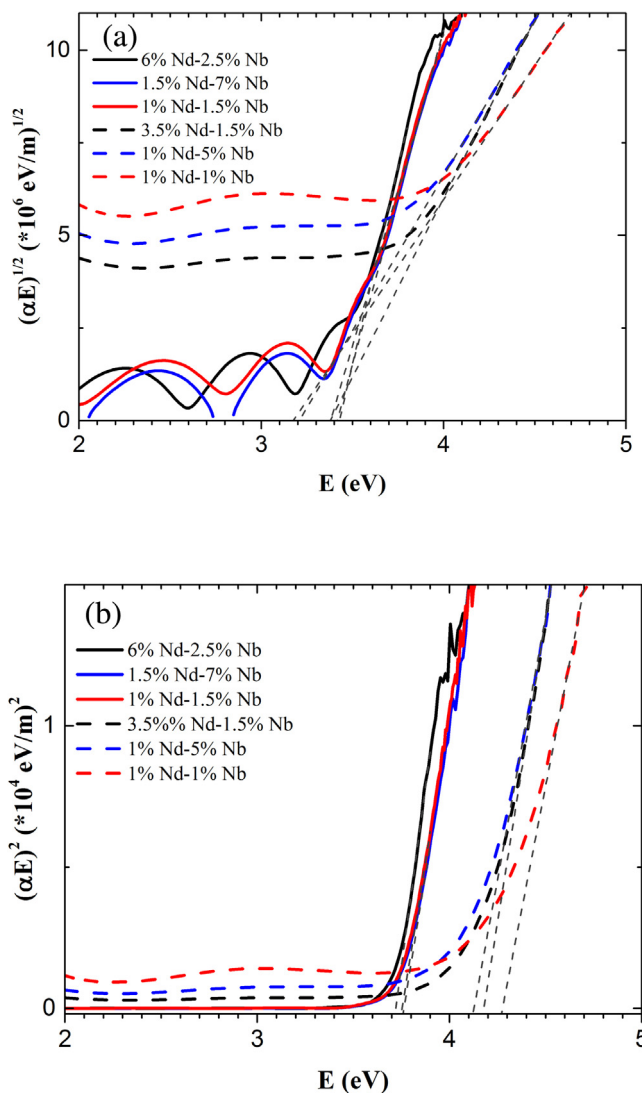 (a)
6% Nd-2.5% Nb
1.5% Nd-7% Nb
1% Nd-1.5% Nb
3.5% Nd-1.5% Nb
1% Nd-5% Nb
1% Nd-1% Nb
(αE)^1/2 (*10^6 eV/m)^1/2
10
5
0
2
3
4
5
E (eV)
(b)
6% Nd-2.5% Nb
1.5% Nd-7% Nb
1% Nd-1.5% Nb
3.5%% Nd-1.5% Nb
1% Nd-5% Nb
1% Nd-1% Nb
(αE)^2 (*10^4 eV/m)^2
1
0
2
3
4
5
E (eV)